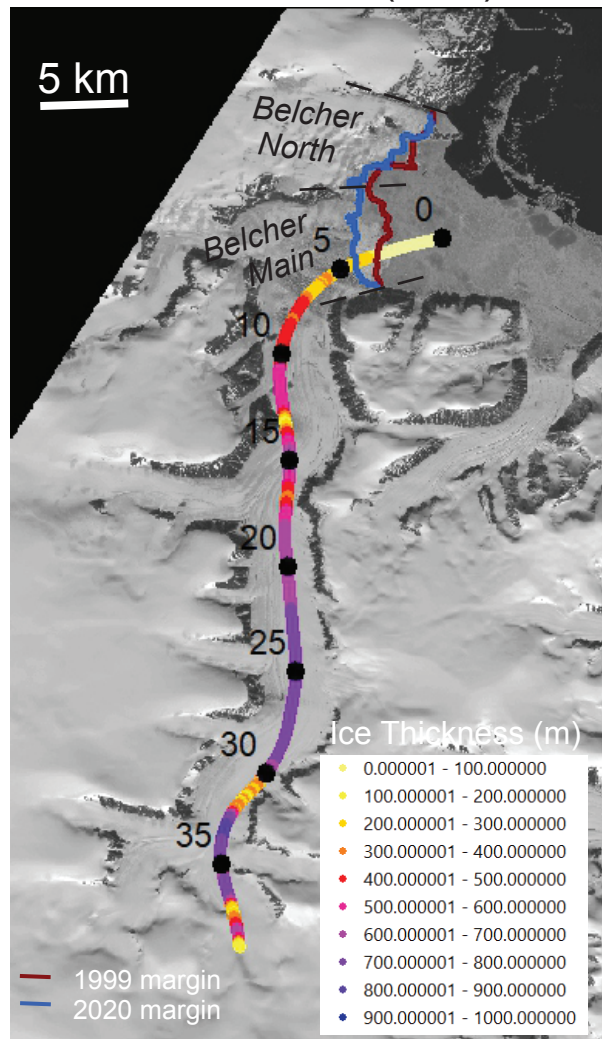 5 km
Belcher
North
0
Belcher
Main
5
10
15
20
25
30
35
Ice Thickness (m)
0.000001 - 100.000000
100.000001 - 200.000000
200.000001 - 300.000000
300.000001 - 400.000000
400.000001 - 500.000000
500.000001 - 600.000000
600.000001 - 700.000000
700.000001 - 800.000000
800.000001 - 900.000000
900.000001 - 1000.000000
1999 margin
2020 margin